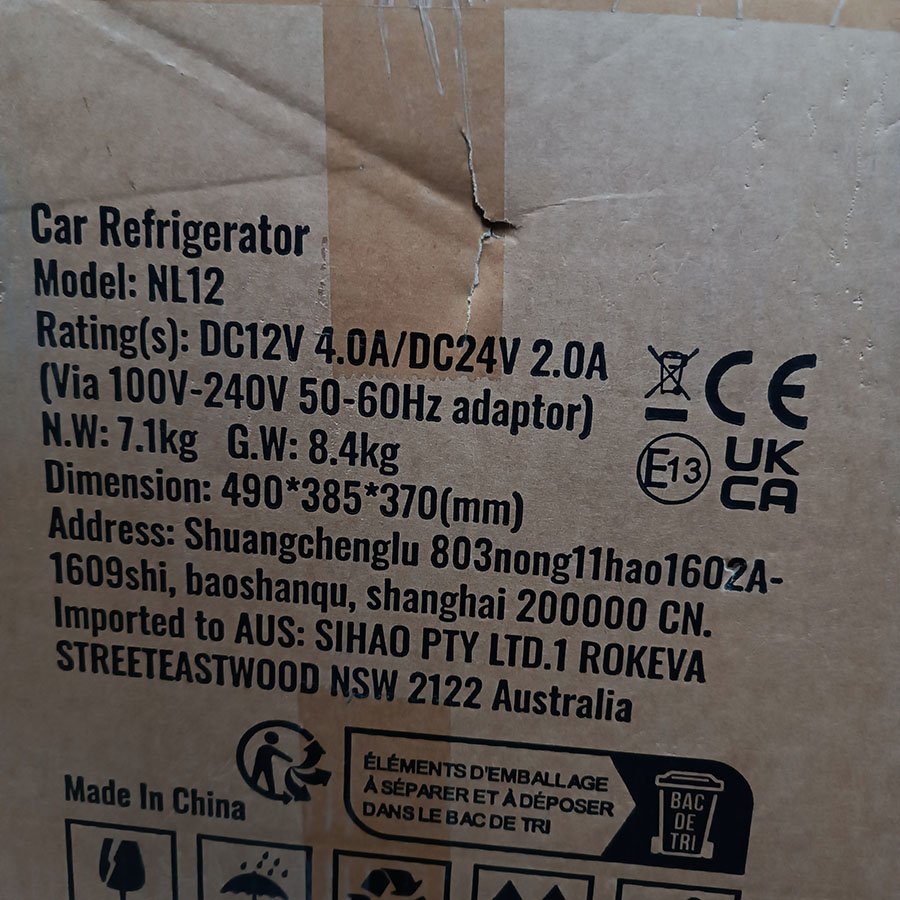 Car Refrigerator
Model: NL12
Rating(s): DC12V 4.0A/DC24V 2.0A
(Via 100V-240V 50-60Hz adaptor)
N.W: 7.1kg G.W: 8.4kg
Dimension: 490*385*370(mm)
Address: Shuangchenglu 803nong11hao1602A-
1609shi, baoshanqu, shanghai 200000 CN.
Imported to AUS: SIHAO PTY LTD.1 ROKEVA
STREETEASTWOOD NSW 2122 Australia
CE
E13
UK
CA
ÉLÉMENTS D'EMBALLAGE
À SÉPARER ET À DÉPOSER
DANS LE BAC DE TRI
BAC
DE
TRI
Made In China